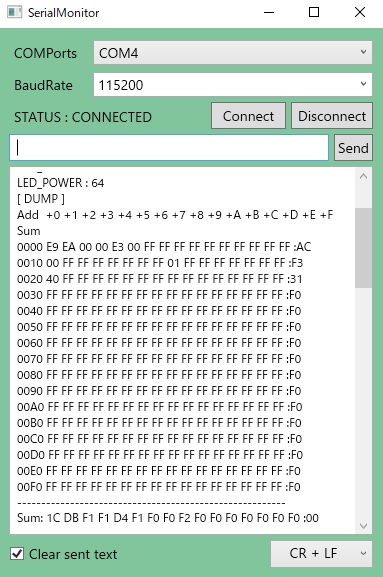 SerialMonitor
COMPorts COM4
BaudRate 115200
STATUS : CONNECTED Connect Disconnect
Send
LED_POWER : 64
[ DUMP ]
Add +0 +1 +2 +3 +4 +5 +6 +7 +8 +9 +A +B +C +D +E +F
Sum
0000 E9 EA 00 00 E3 00 FF FF FF FF FF FF FF FF FF FF :AC
0010 00 FF FF FF FF FF FF FF 01 FF FF FF FF FF FF FF :F3
0020 40 FF FF FF FF FF FF FF FF FF FF FF FF FF FF FF :31
0030 FF FF FF FF FF FF FF FF FF FF FF FF FF FF FF FF :F0
0040 FF FF FF FF FF FF FF FF FF FF FF FF FF FF FF FF :F0
0050 FF FF FF FF FF FF FF FF FF FF FF FF FF FF FF FF :F0
0060 FF FF FF FF FF FF FF FF FF FF FF FF FF FF FF FF :F0
0070 FF FF FF FF FF FF FF FF FF FF FF FF FF FF FF FF :F0
0080 FF FF FF FF FF FF FF FF FF FF FF FF FF FF FF FF :F0
0090 FF FF FF FF FF FF FF FF FF FF FF FF FF FF FF FF :F0
00A0 FF FF FF FF FF FF FF FF FF FF FF FF FF FF FF FF :F0
00B0 FF FF FF FF FF FF FF FF FF FF FF FF FF FF FF FF :F0
00C0 FF FF FF FF FF FF FF FF FF FF FF FF FF FF FF FF :F0
00D0 FF FF FF FF FF FF FF FF FF FF FF FF FF FF FF FF :F0
00E0 FF FF FF FF FF FF FF FF FF FF FF FF FF FF FF FF :F0
00F0 FF FF FF FF FF FF FF FF FF FF FF FF FF FF FF FF :F0
------------------------------------------------------
Sum: 1C DB F1 F1 D4 F1 F0 F0 F2 F0 F0 F0 F0 F0 F0 F0 :00
Clear sent text CR + LF